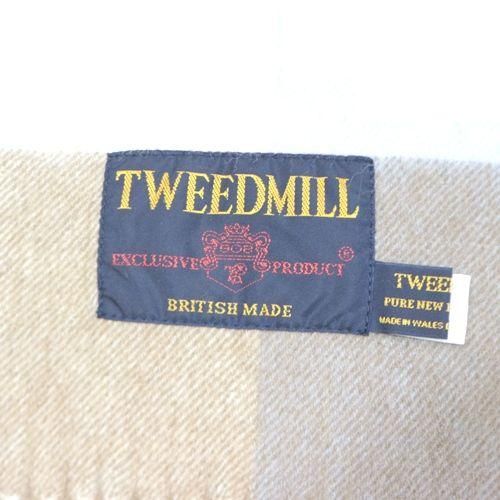 TWEEDMILL
EXCLUSIVE PRODUCT ®
BRITISH MADE
TWEE
PURE NEW
MADE IN WALES